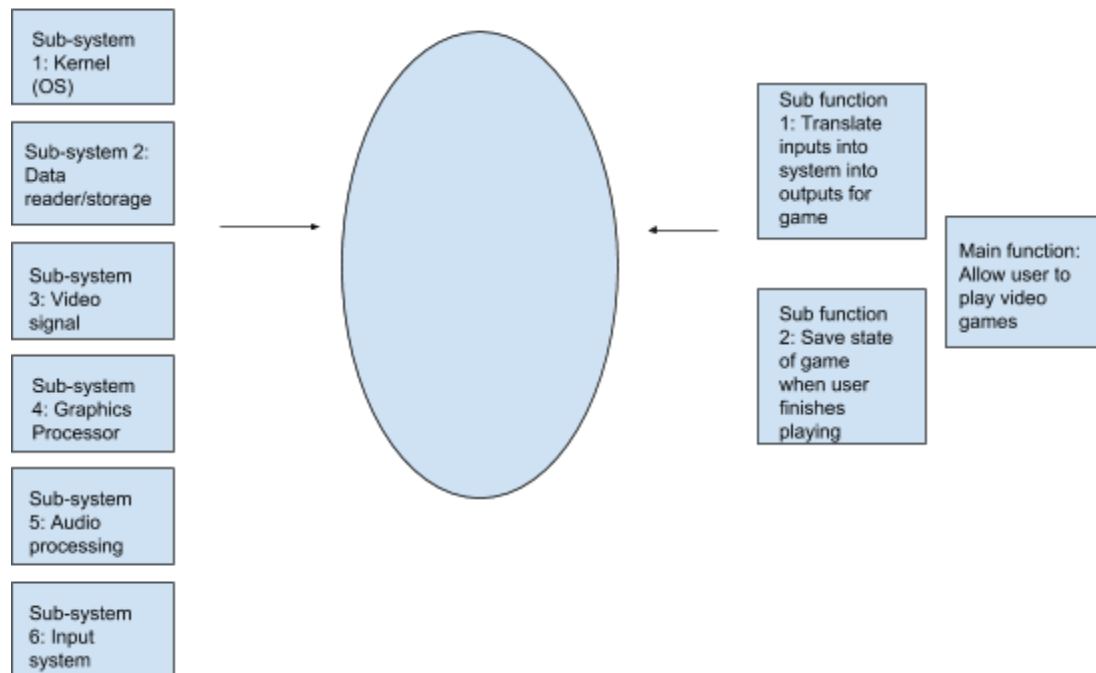 Sub-system
1: Kernel
(OS)
Sub-system 2:
Data
reader/storage
Sub-system
3: Video
signal
Sub-system
4: Graphics
Processor
Sub-system
5: Audio
processing
Sub-system
6: Input
system
Sub function
1: Translate
inputs into
system into
outputs for
game
Sub function
2: Save state
of game
when user
finishes
playing
Main function:
Allow user to
play video
games